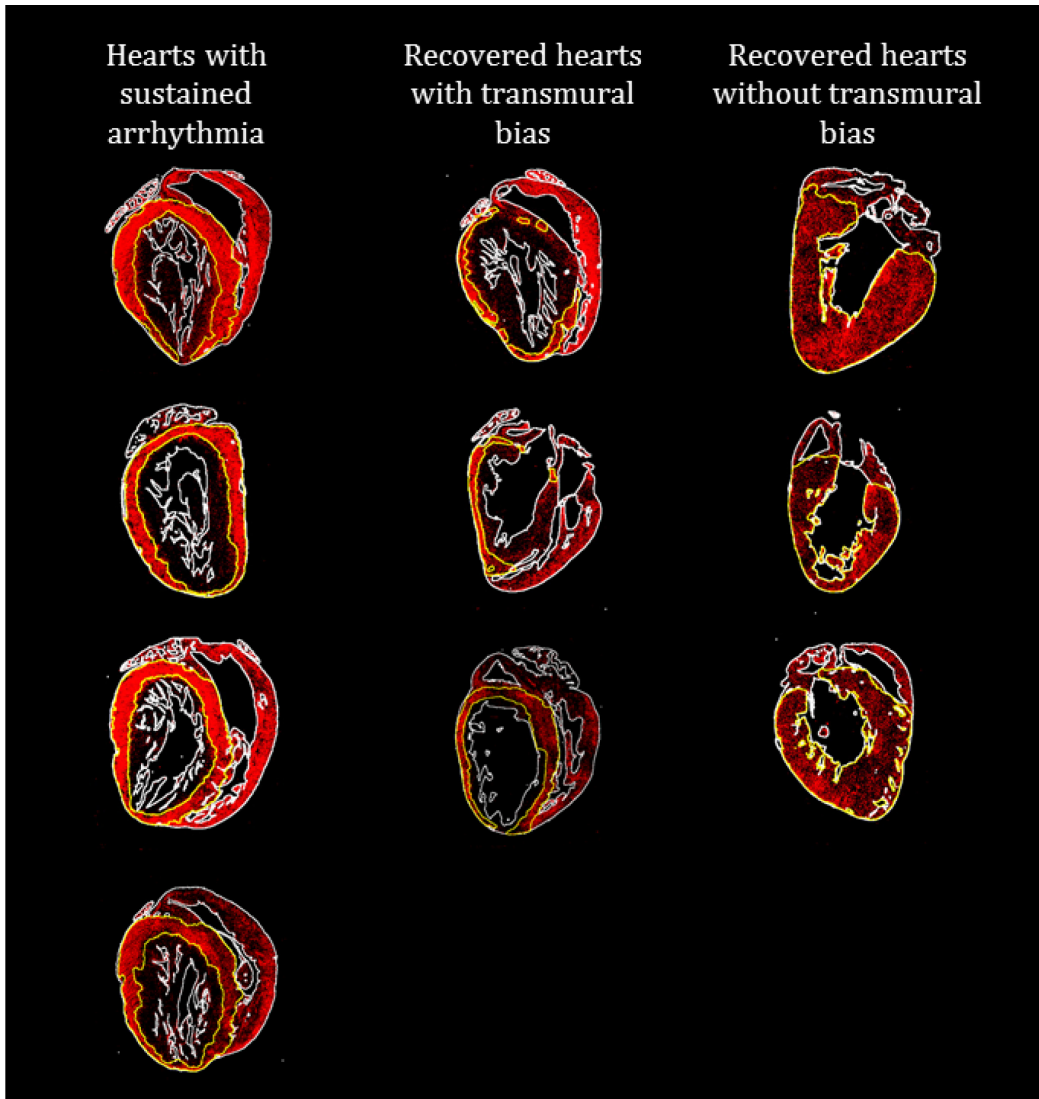 Hearts with
sustained
arrhythmia
Recovered hearts
with transmural
bias
Recovered hearts
without transmural
bias